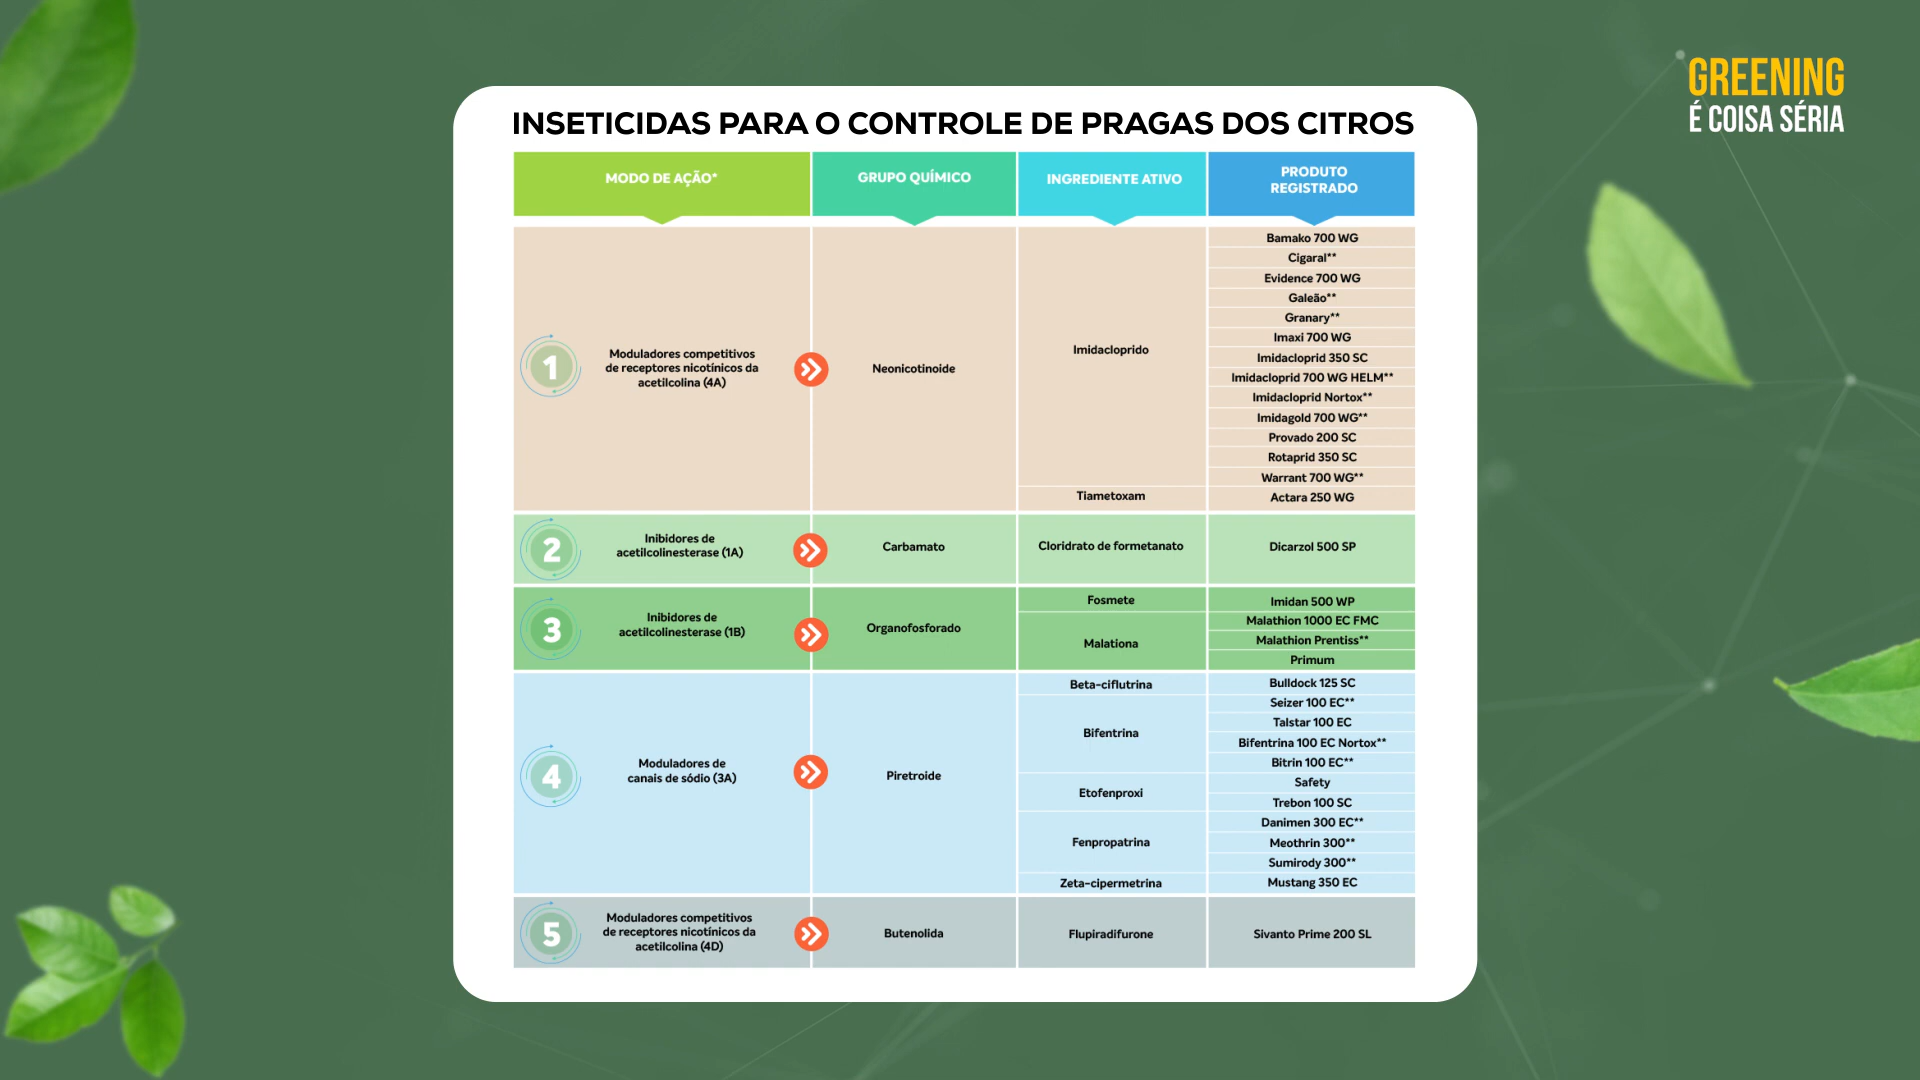 GREENING
É COISA SÉRIA
INSETICIDAS PARA O CONTROLE DE PRAGAS DOS CITROS
MODO DE AÇÃO*
GRUPO QUÍMICO
INGREDIENTE ATIVO
PRODUTO
REGISTRADO
1
Moduladores competitivos
de receptores nicotínicos da
acetilcolina (4A)
Neonicotinoide
Imidacloprido
Bamako 700 WG
Cigaral**
Evidence 700 WG
Galeão**
Granary**
Imaxi 700 WG
Imidacloprid 350 SC
Imidacloprid 700 WG HELM**
Imidacloprid Nortox**
Imidagold 700 WG**
Provado 200 SC
Rotaprid 350 SC
Warrant 700 WG**
Tiametoxam
Actara 250 WG
2
Inibidores de
acetilcolinesterase (1A)
Carbamato
Cloridrato de formetanato
Dicarzol 500 SP
3
Inibidores de
acetilcolinesterase (1B)
Organofosforado
Fosmete
Imidan 500 WP
Malationa
Malathion 1000 EC FMC
Malathion Prentiss**
Primum
4
Moduladores de
canais de sódio (3A)
Piretroide
Beta-ciflutrina
Bulldock 125 SC
Bifentrina
Seizer 100 EC**
Talstar 100 EC
Bifentrina 100 EC Nortox**
Bitrin 100 EC**
Etofenproxi
Safety
Trebon 100 SC
Fenpropatrina
Danimen 300 EC**
Meothrin 300**
Sumirody 300**
Zeta-cipermetrina
Mustang 350 EC
5
Moduladores competitivos
de receptores nicotínicos da
acetilcolina (4D)
Butenolida
Flupiradifurone
Sivanto Prime 200 SL